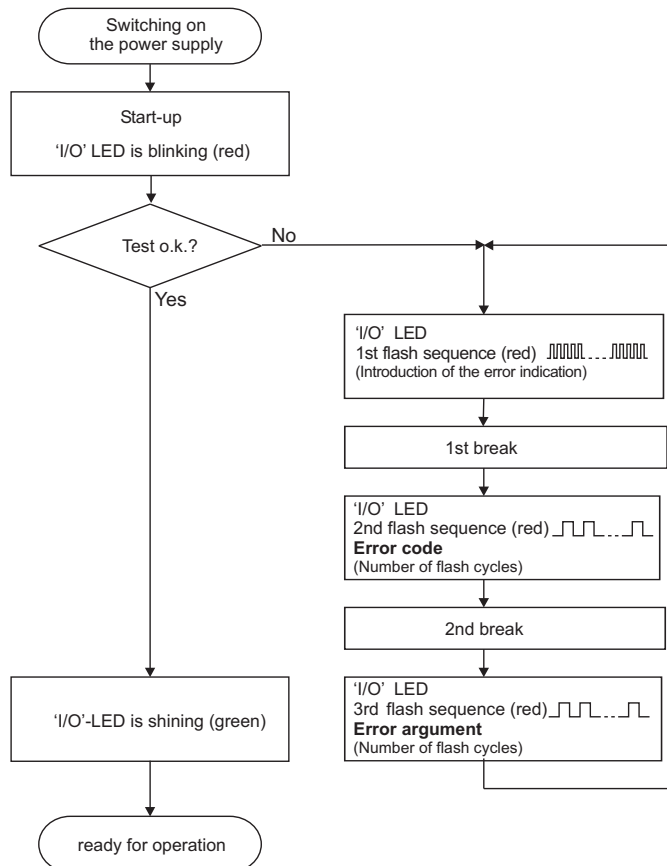 Switching on
the power supply
Start-up
‘I/O’ LED is blinking (red)
Test o.k.?
No
Yes
‘I/O’ LED
1st flash sequence (red)
(Introduction of the error indication)
1st break
‘I/O’ LED
2nd flash sequence (red)
Error code
(Number of flash cycles)
2nd break
‘I/O’ LED
3rd flash sequence (red)
Error argument
(Number of flash cycles)
‘I/O’-LED is shining (green)
ready for operation